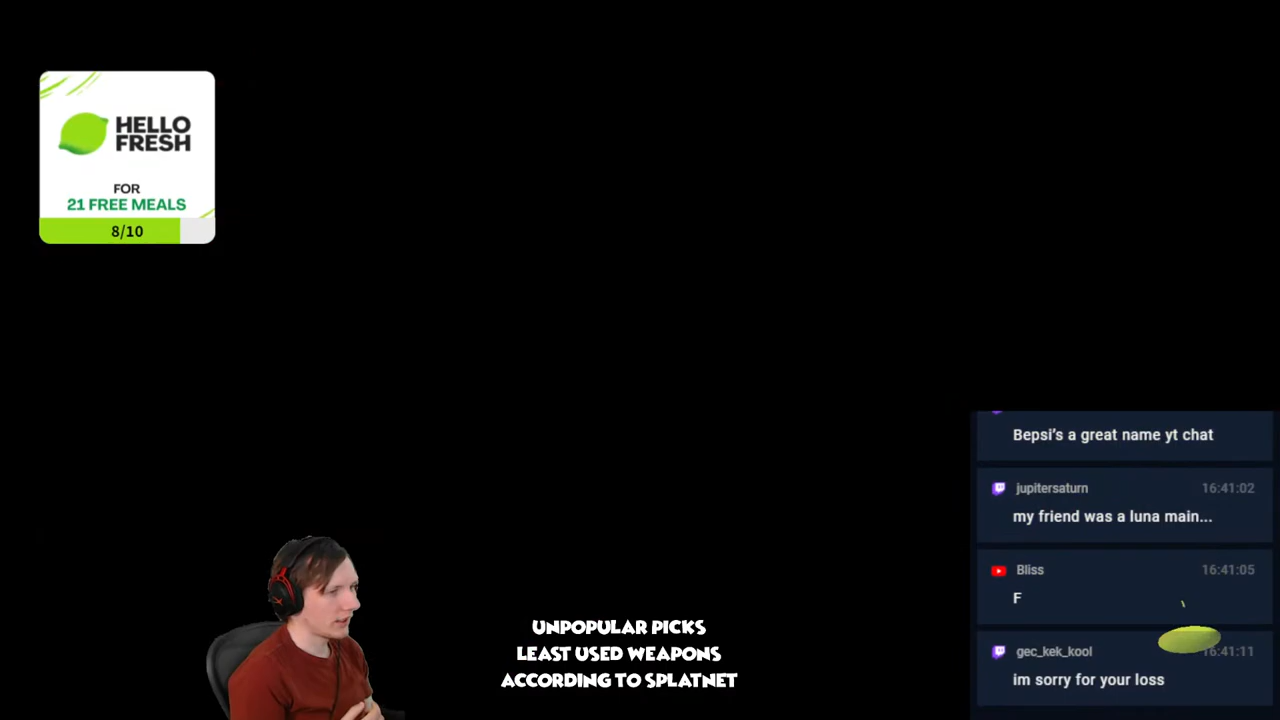 HELLO
FRESH
FOR
21 FREE MEALS
8/10
Bepsi's a great name yt chat
jupitersaturn 16:41:02
my friend was a luna main...
Bliss 16:41:05
F
gec_kek_kool 16:41:11
im sorry for your loss
UNPOPULAR PICKS
LEAST USED WEAPONS
ACCORDING TO SPLATNET